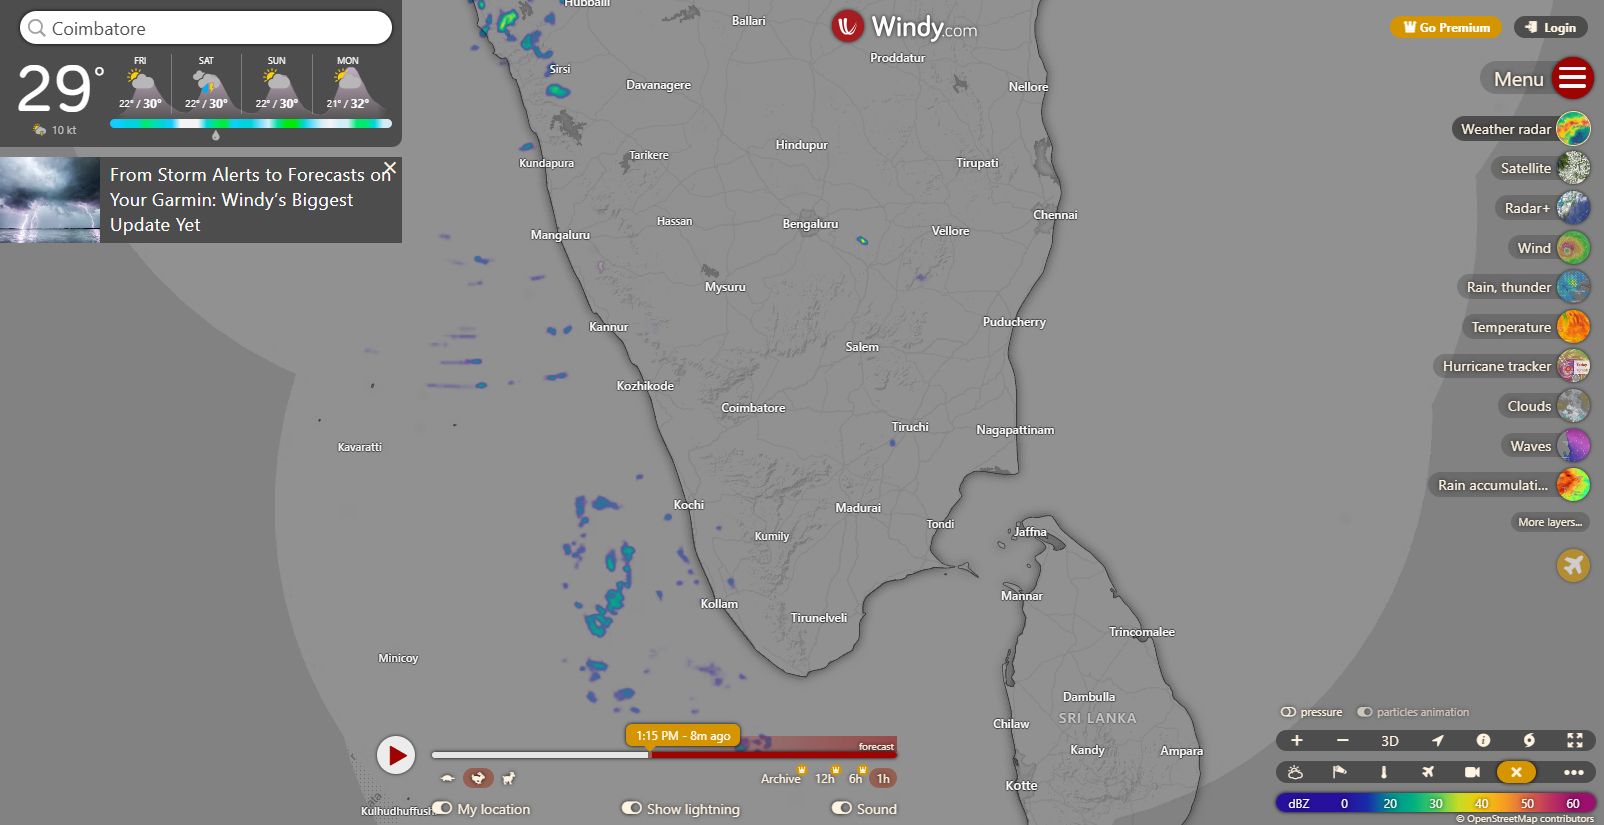 Coimbatore
29°
10 kt
FRI
22° / 30°
SAT
22° / 30°
SUN
22° / 30°
MON
21° / 32°
From Storm Alerts to Forecasts on
Your Garmin: Windy’s Biggest
Update Yet
Windy.com
Go Premium
Login
Menu
Weather radar
Satellite
Radar+
Wind
Rain, thunder
Temperature
Hurricane tracker
Clouds
Waves
Rain accumulati...
More layers...
Hubballi
Ballari
Proddatur
Sirsi
Davanagere
Nellore
Hindupur
Kundapura
Tarikere
Tirupati
Hassan
Bengaluru
Chennai
Mangaluru
Vellore
Mysuru
Kannur
Puducherry
Salem
Kozhikode
Coimbatore
Tiruchi
Nagapattinam
Kavaratti
Kochi
Madurai
Tondi
Kumily
Jaffna
Kollam
Mannar
Tirunelveli
Trincomalee
Minicoy
Dambulla
SRI LANKA
Chilaw
Kandy
Ampara
Kotte
Kulhudhuffush
1:15 PM - 8m ago
forecast
Archive
12h
6h
1h
My location
Show lightning
Sound
pressure
particles animation
+
−
3D
dBZ
0
20
30
40
50
60
© OpenStreetMap contributors